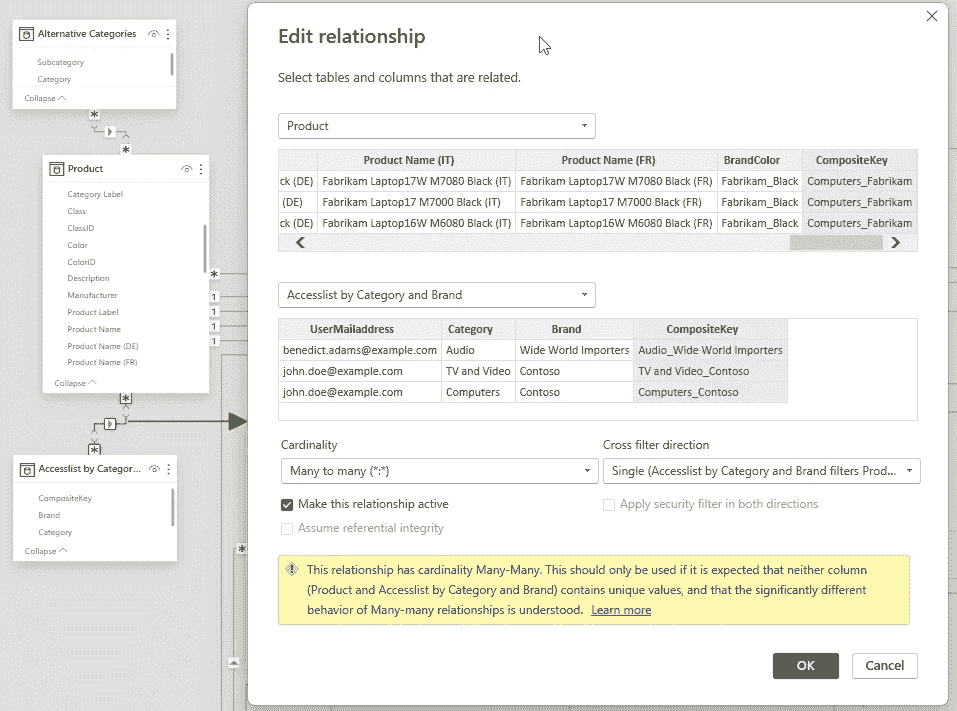 Alternative Categories
Subcategory
Category
Collapse
*
*
Product
Category Label
Class
ClassID
Color
ColorID
Description
Manufacturer
Product Label
Product Name
Product Name (DE)
Product Name (FR)
Collapse
*
1
1
1
1
*
*
Accesslist by Categor...
CompositeKey
Brand
Category
Collapse
*
Edit relationship
Select tables and columns that are related.
Product
Product Name (IT) Product Name (FR) BrandColor CompositeKey
ck (DE) Fabrikam Laptop17W M7080 Black (IT) Fabrikam Laptop17W M7080 Black (FR) Fabrikam_Black Computers_Fabrikam
(DE) Fabrikam Laptop17 M7000 Black (IT) Fabrikam Laptop17 M7000 Black (FR) Fabrikam_Black Computers_Fabrikam
ck (DE) Fabrikam Laptop16W M6080 Black (IT) Fabrikam Laptop16W M6080 Black (FR) Fabrikam_Black Computers_Fabrikam
Accesslist by Category and Brand
UserMailaddress Category Brand CompositeKey
benedict.adams@example.com Audio Wide World Importers Audio_Wide World Importers
john.doe@example.com TV and Video Contoso TV and Video_Contoso
john.doe@example.com Computers Contoso Computers_Contoso
Cardinality Cross filter direction
Many to many (*:*) Single (Accesslist by Category and Brand filters Prod...
Make this relationship active Apply security filter in both directions
Assume referential integrity
This relationship has cardinality Many-Many. This should only be used if it is expected that neither column
(Product and Accesslist by Category and Brand) contains unique values, and that the significantly different
behavior of Many-many relationships is understood. Learn more
OK Cancel